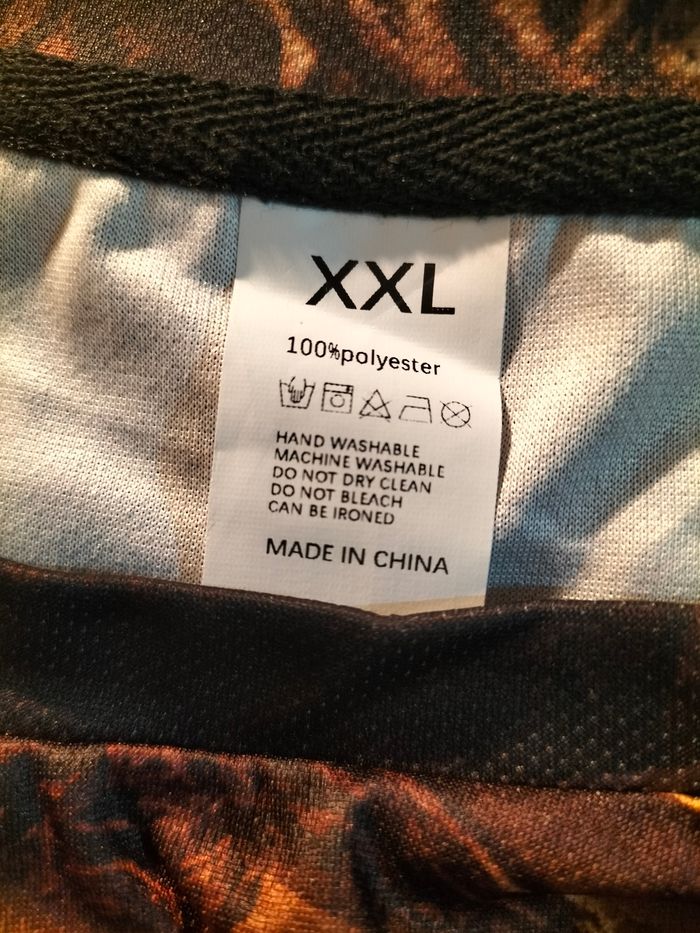 XXL
100%polyester
HAND WASHABLE
MACHINE WASHABLE
DO NOT DRY CLEAN
DO NOT BLEACH
CAN BE IRONED
MADE IN CHINA